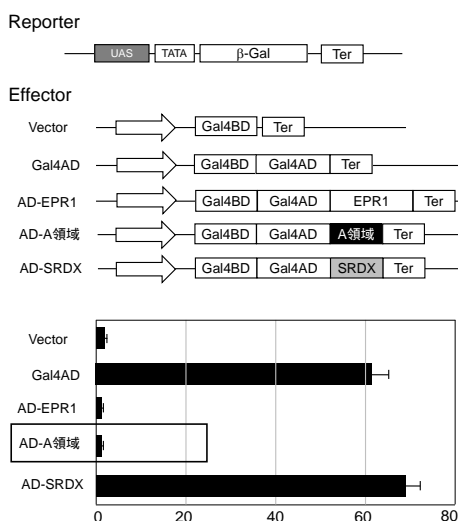 Reporter
UAS TATA β-Gal Ter
Effector
Vector Gal4BD Ter
Gal4AD Gal4BD Gal4AD Ter
AD-EPR1 Gal4BD Gal4AD EPR1 Ter
AD-A領域 Gal4BD Gal4AD A領域 Ter
AD-SRDX Gal4BD Gal4AD SRDX Ter
Vector
Gal4AD
AD-EPR1
AD-A領域
AD-SRDX
0 20 40 60 80